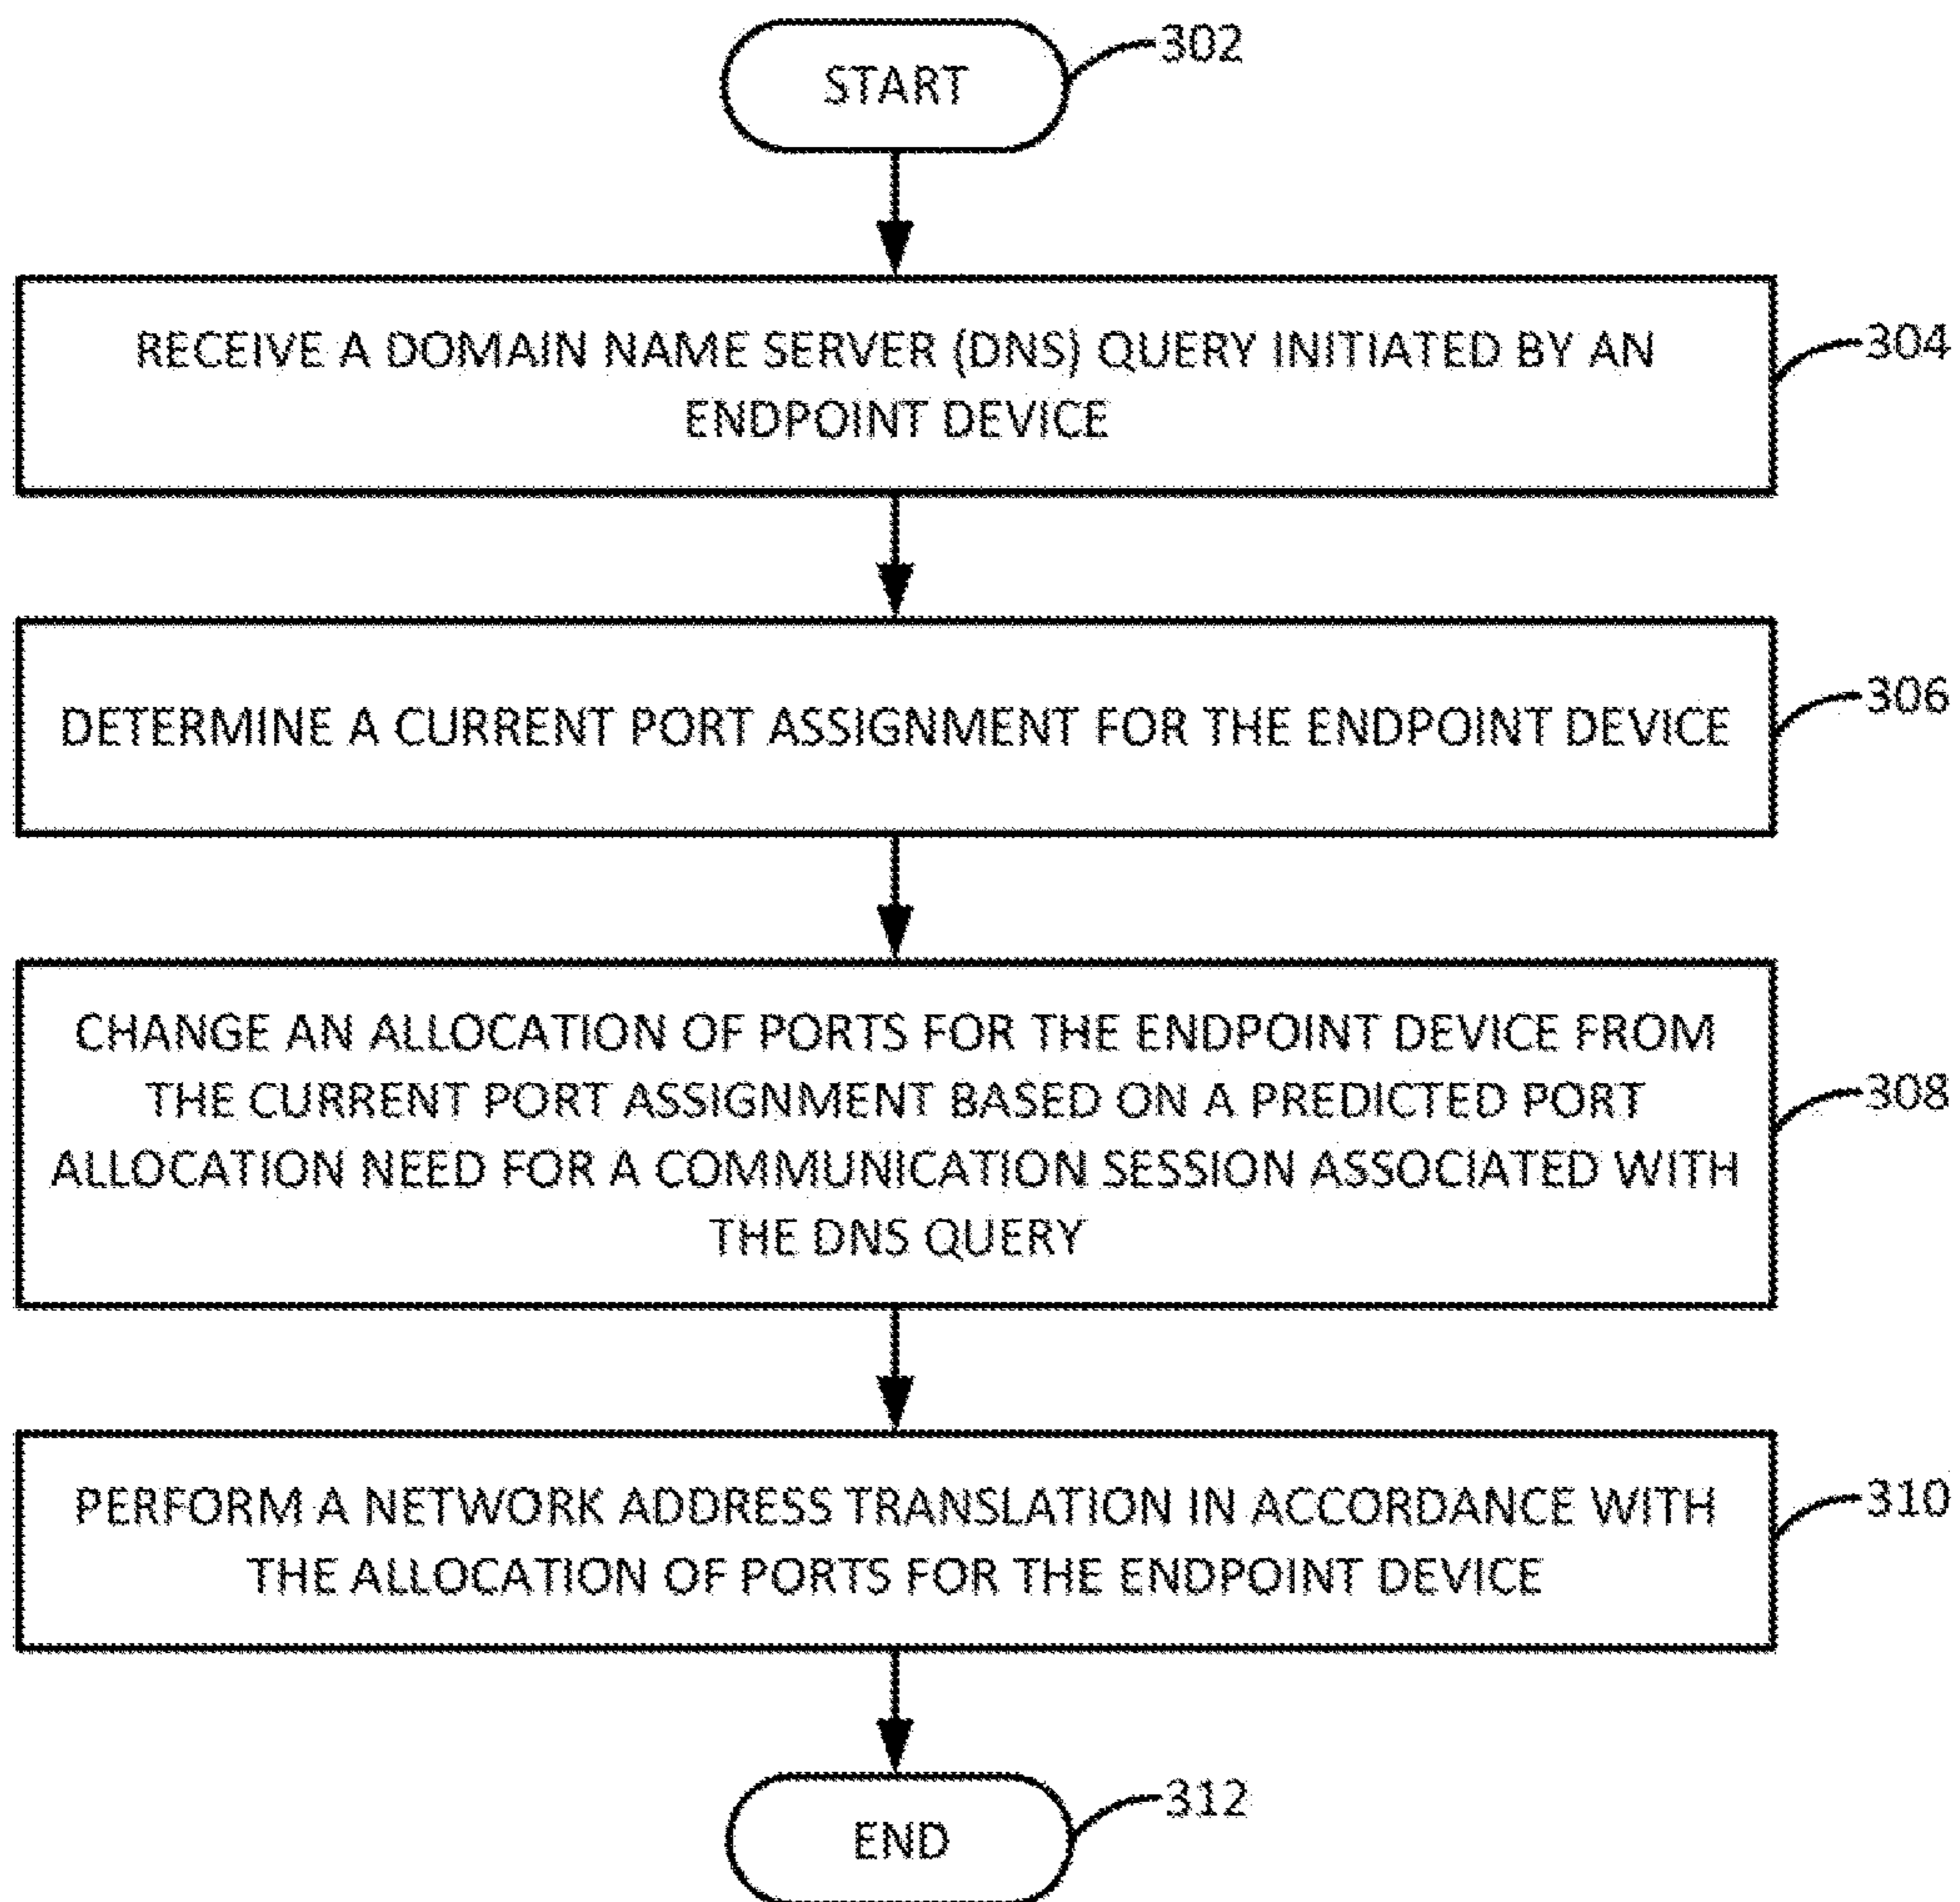 START
302
RECEIVE A DOMAIN NAME SERVER (DNS) QUERY INITIATED BY AN
ENDPOINT DEVICE
304
DETERMINE A CURRENT PORT ASSIGNMENT FOR THE ENDPOINT DEVICE
306
CHANGE AN ALLOCATION OF PORTS FOR THE ENDPOINT DEVICE FROM
THE CURRENT PORT ASSIGNMENT BASED ON A PREDICTED PORT
ALLOCATION NEED FOR A COMMUNICATION SESSION ASSOCIATED WITH
THE DNS QUERY
308
PERFORM A NETWORK ADDRESS TRANSLATION IN ACCORDANCE WITH
THE ALLOCATION OF PORTS FOR THE ENDPOINT DEVICE
310
END
312